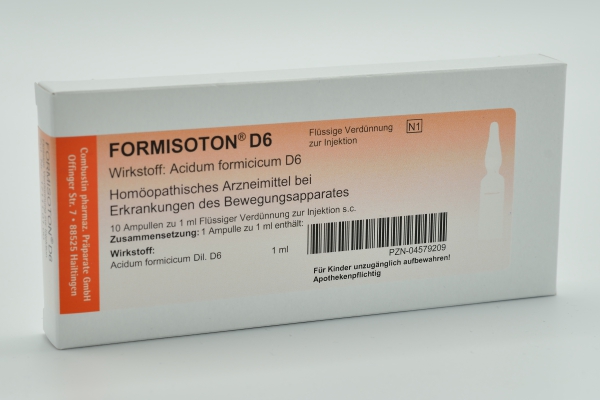 FORMISOTON® D6
Flüssige Verdünnung
zur Injektion
N1
Wirkstoff: Acidum formicicum D6
Homöopathisches Arzneimittel bei
Erkrankungen des Bewegungsapparates
10 Ampullen zu 1 ml Flüssiger Verdünnung zur Injektion s.c.
Zusammensetzung: 1 Ampulle zu 1 ml enthält:
Wirkstoff:
Acidum formicicum Dil. D6 1 ml
PZN-04579209
Für Kinder unzugänglich aufbewahren!
Apothekenpflichtig
Combustin pharmaz. Präparate GmbH
Offinger Str. 7 • 88525 Hailtingen
FORMISOTON® D6